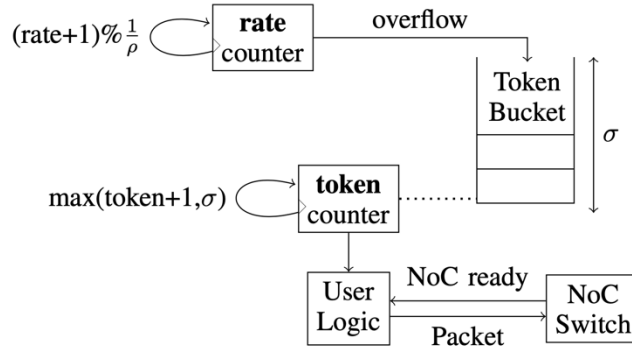 (rate+1)%1/ρ
rate
counter
overflow
Token
Bucket
σ
max(token+1,σ)
token
counter
User
Logic
NoC ready
Packet
NoC
Switch